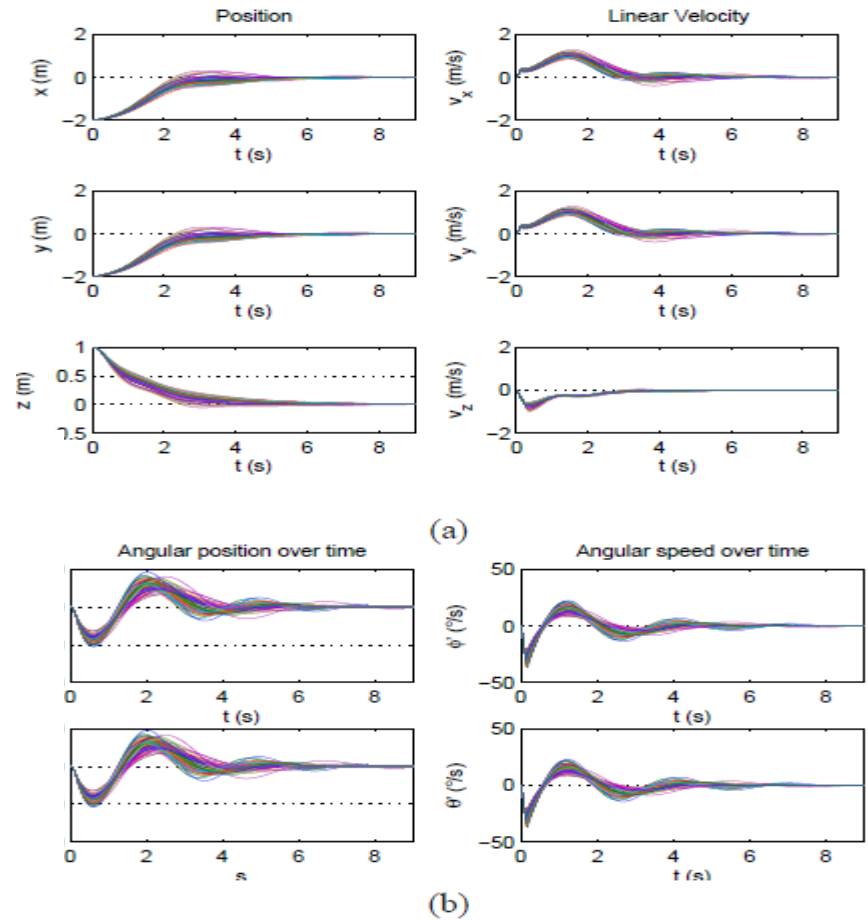 Position
2
0
−2
x (m)
0 2 4 6 8
t (s)
Linear Velocity
2
0
−2
v_x (m/s)
0 2 4 6 8
t (s)
2
0
−2
y (m)
0 2 4 6 8
t (s)
2
0
−2
v_y (m/s)
0 2 4 6 8
t (s)
1
0.5
0
0.5
z (m)
0 2 4 6 8
t (s)
2
0
−2
v_z (m/s)
0 2 4 6 8
t (s)
(a)
Angular position over time
0 2 4 6 8
t (s)
Angular speed over time
50
0
−50
ϕ' (º/s)
0 2 4 6 8
t (s)
0 2 4 6 8
s
50
0
−50
θ' (º/s)
0 2 4 6 8
t (s)
(b)